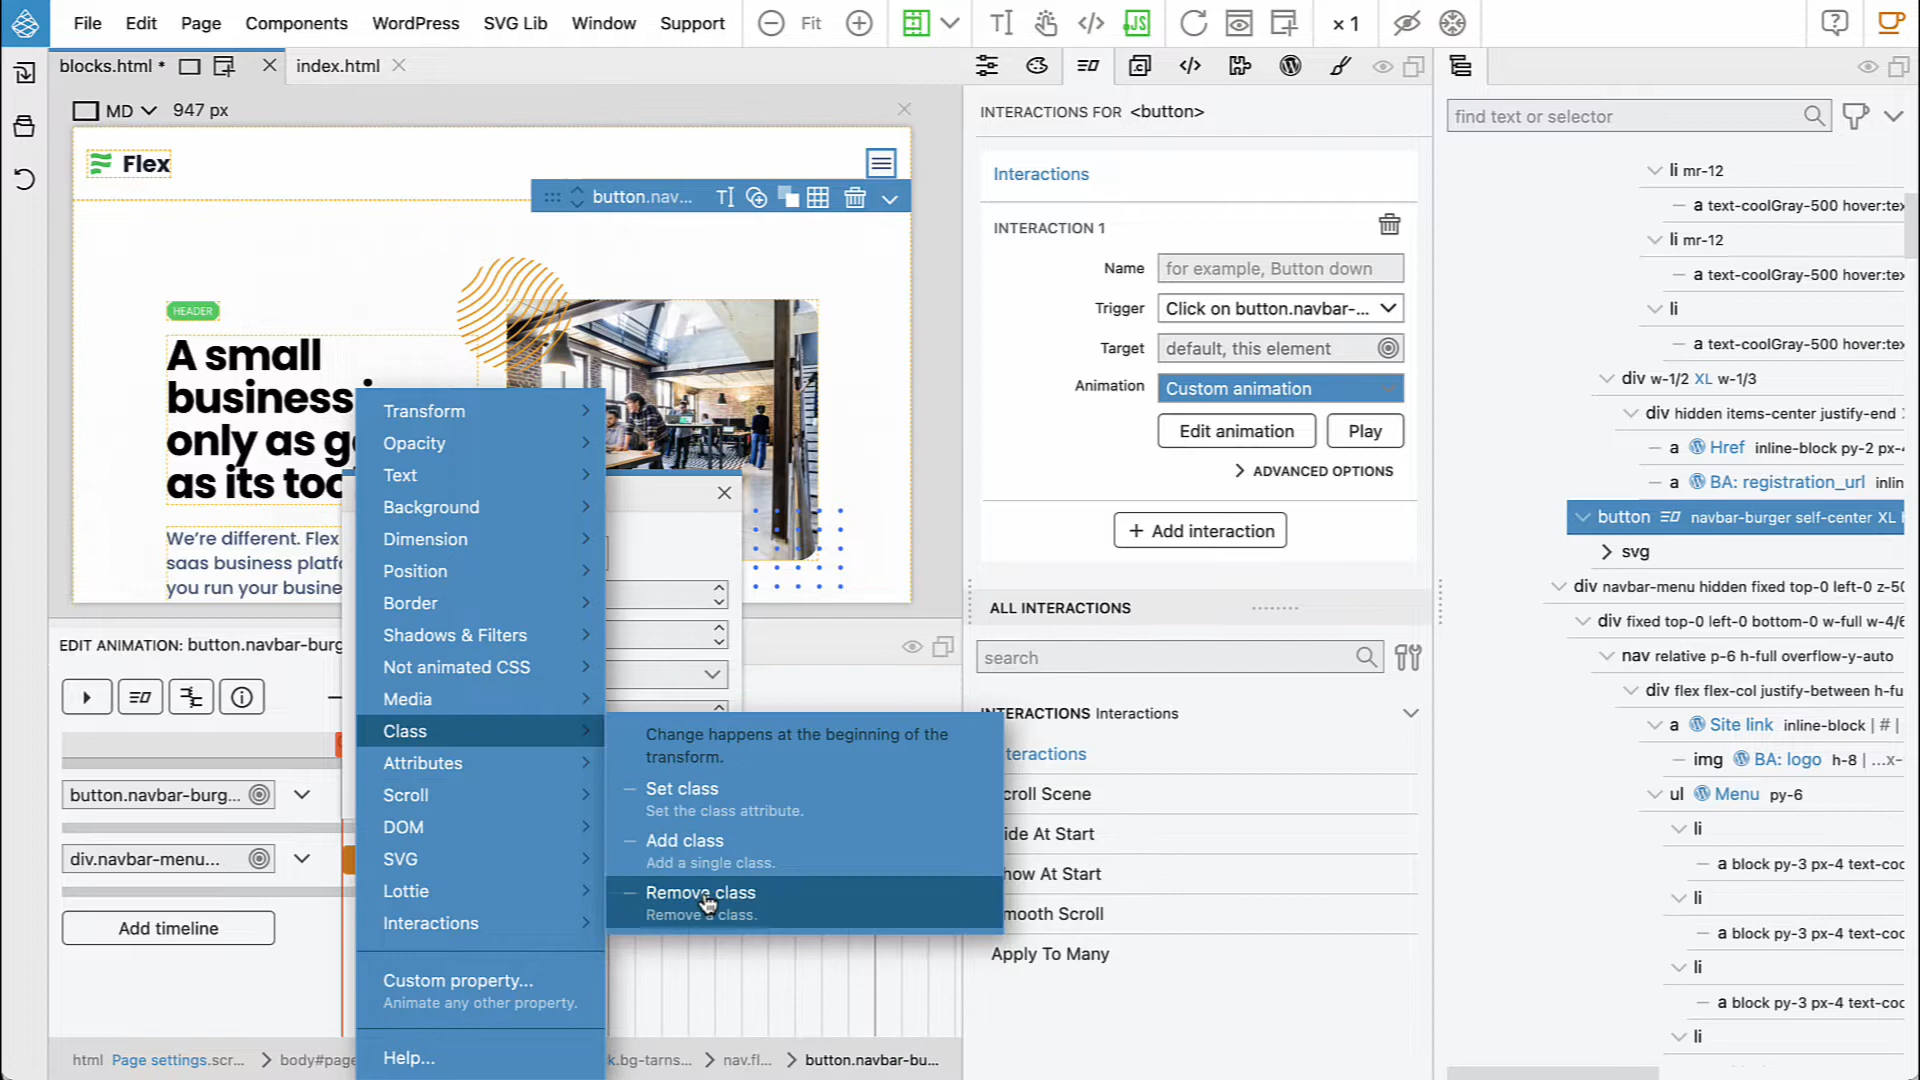 File Edit Page Components WordPress SVG Lib Window Support Fit JS x 1
blocks.html * index.html
MD 947 px
Flex
button.nav...
HEADER
A small
business
only as g
as its too
We're different. Flex
saas business platf
you run your busine
Transform
Opacity
Text
Background
Dimension
Position
Border
Shadows & Filters
Not animated CSS
Media
Class
Attributes
Scroll
DOM
SVG
Lottie
Interactions
Custom property...
Animate any other property.
Help...
Change happens at the beginning of the
transform.
Set class
Set the class attribute.
Add class
Add a single class.
Remove class
Remove a class.
EDIT ANIMATION: button.navbar-burg
button.navbar-burg...
div.navbar-menu...
Add timeline
html Page settings.scr... body#page k.bg-tarns... nav.fl... button.navbar-bu...
INTERACTIONS FOR <button>
Interactions
INTERACTION 1
Name for example, Button down
Trigger Click on button.navbar-...
Target default, this element
Animation Custom animation
Edit animation Play
ADVANCED OPTIONS
+ Add interaction
ALL INTERACTIONS
search
INTERACTIONS Interactions
teractions
croll Scene
ide At Start
how At Start
mooth Scroll
Apply To Many
find text or selector
li mr-12
a text-coolGray-500 hover:tex
li mr-12
a text-coolGray-500 hover:tex
li
a text-coolGray-500 hover:tex
div w-1/2 XL w-1/3
div hidden items-center justify-end
a Href inline-block py-2 px-4
a BA: registration_url inlin
button navbar-burger self-center XL
svg
div navbar-menu hidden fixed top-0 left-0 z-50
div fixed top-0 left-0 bottom-0 w-full w-4/6
nav relative p-6 h-full overflow-y-auto
div flex flex-col justify-between h-fu
a Site link inline-block | # |
img BA: logo h-8 | ...x-
ul Menu py-6
li
a block py-3 px-4 text-coo
li
a block py-3 px-4 text-coo
li
a block py-3 px-4 text-coo
li